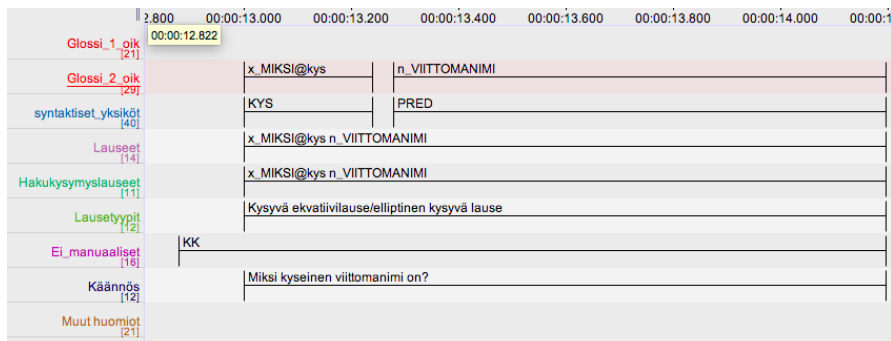 2.800 00:00:13.000 00:00:13.200 00:00:13.400 00:00:13.600 00:00:13.800 00:00:14.000 00:00:1
00:00:12.822
Glossi_1_oik
[21]
Glossi_2_oik x_MIKSI@kys n_VIITTOMANIMI
[29]
syntaktiset_yksiköt KYS PRED
[40]
Lauseet x_MIKSI@kys n_VIITTOMANIMI
[14]
Hakukysymyslauseet x_MIKSI@kys n_VIITTOMANIMI
[11]
Lausetyypit Kysyvä ekvatiivilause/elliptinen kysyvä lause
[12]
Ei_manuaaliset KK
[16]
Käännös Miksi kyseinen viittomanimi on?
[12]
Muut huomiot
[21]